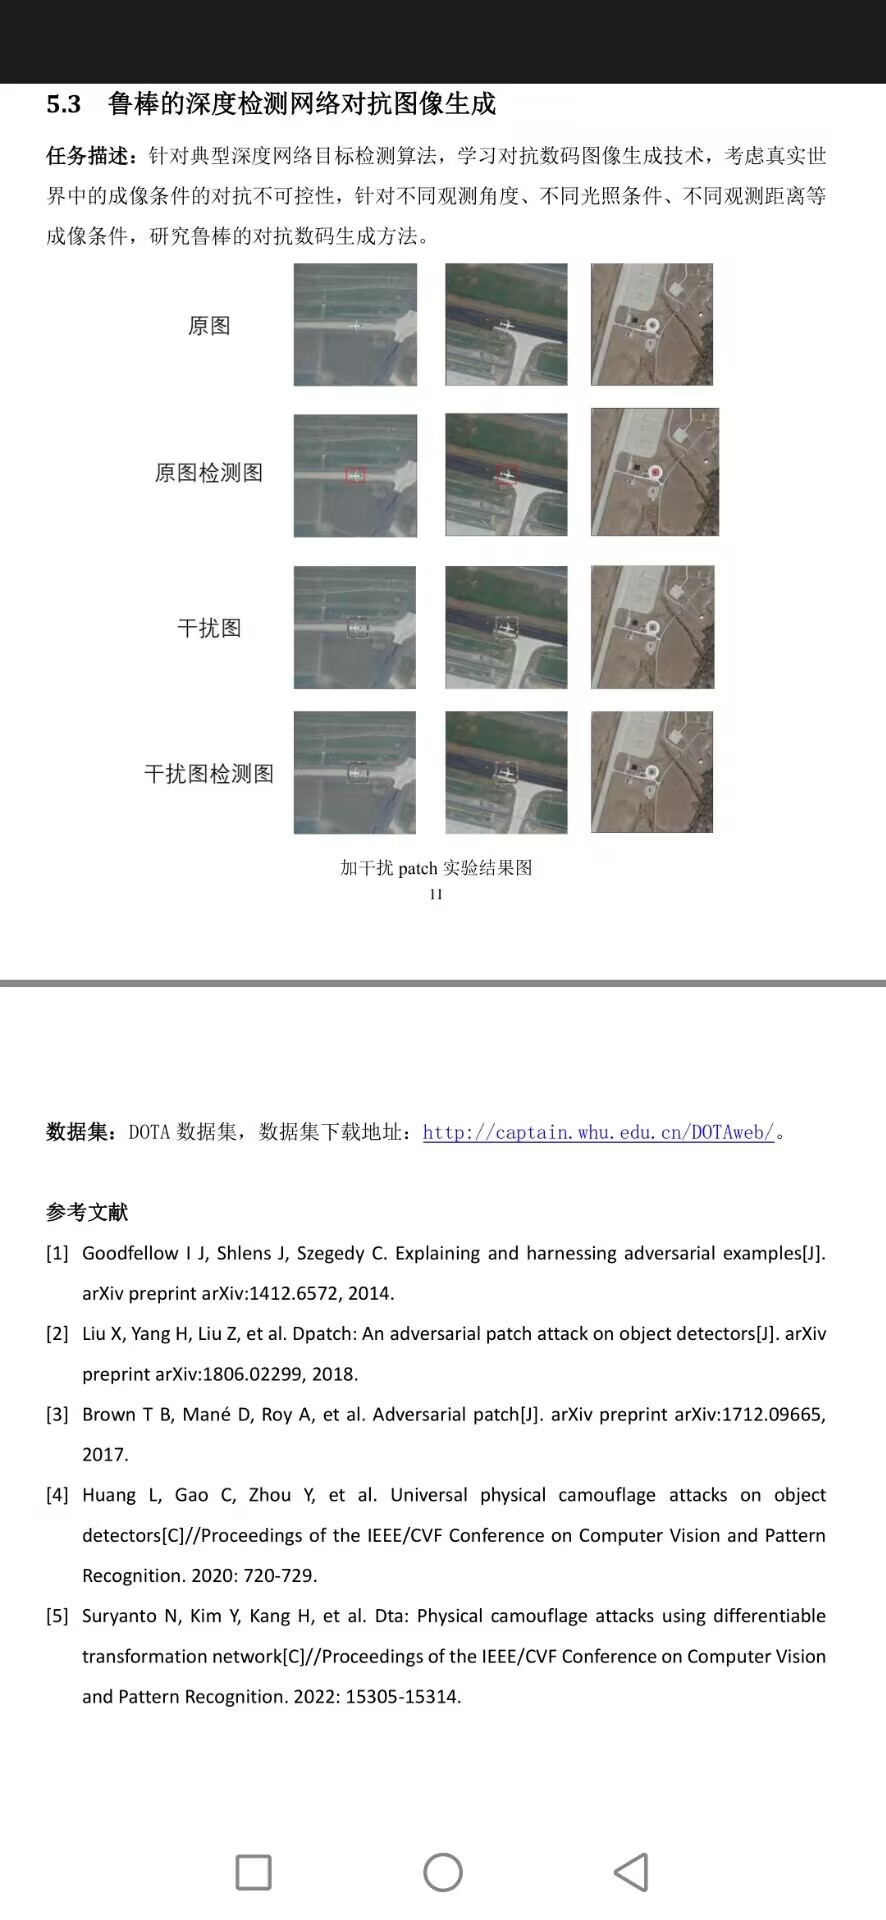 5.3 鲁棒的深度检测网络对抗图像生成
任务描述：针对典型深度网络目标检测算法，学习对抗数码图像生成技术，考虑真实世
界中的成像条件的对抗不可控性，针对不同观测角度、不同光照条件、不同观测距离等
成像条件，研究鲁棒的对抗数码生成方法。
原图
原图检测图
干扰图
干扰图检测图
加干扰 patch 实验结果图
11
数据集：DOTA 数据集，数据集下载地址：http://captain.whu.edu.cn/DOTAweb/。
参考文献
[1] Goodfellow I J, Shlens J, Szegedy C. Explaining and harnessing adversarial examples[J].
arXiv preprint arXiv:1412.6572, 2014.
[2] Liu X, Yang H, Liu Z, et al. Dpatch: An adversarial patch attack on object detectors[J]. arXiv
preprint arXiv:1806.02299, 2018.
[3] Brown T B, Mané D, Roy A, et al. Adversarial patch[J]. arXiv preprint arXiv:1712.09665,
2017.
[4] Huang L, Gao C, Zhou Y, et al. Universal physical camouflage attacks on object
detectors[C]//Proceedings of the IEEE/CVF Conference on Computer Vision and Pattern
Recognition. 2020: 720-729.
[5] Suryanto N, Kim Y, Kang H, et al. Dta: Physical camouflage attacks using differentiable
transformation network[C]//Proceedings of the IEEE/CVF Conference on Computer Vision
and Pattern Recognition. 2022: 15305-15314.